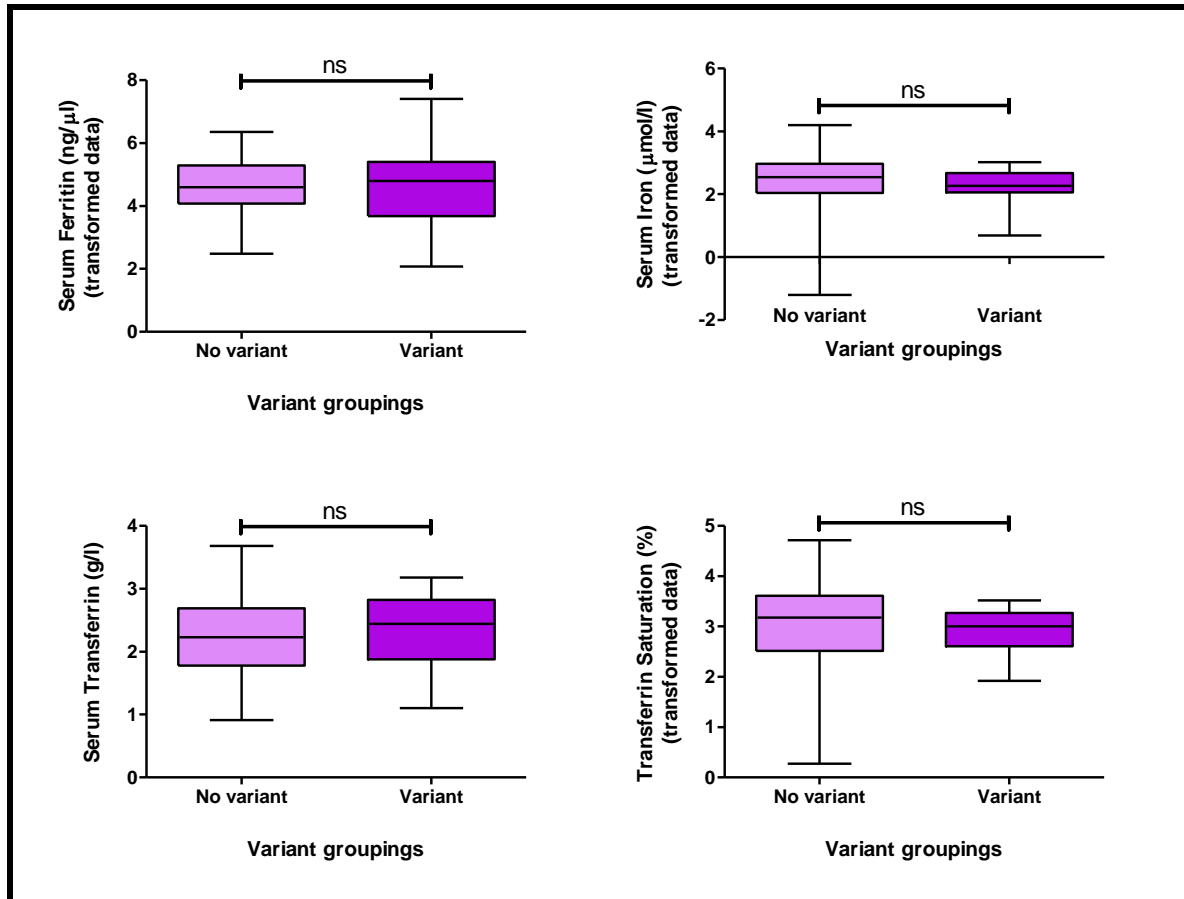 ns
Serum Ferritin (ng/µl)
(transformed data)
8
6
4
2
0
No variant Variant
Variant groupings
ns
Serum Iron (µmol/l)
(transformed data)
6
4
2
0
-2
No variant Variant
Variant groupings
ns
Serum Transferrin (g/l)
4
3
2
1
0
No variant Variant
Variant groupings
ns
Transferrin Saturation (%)
(transformed data)
5
4
3
2
1
0
No variant Variant
Variant groupings